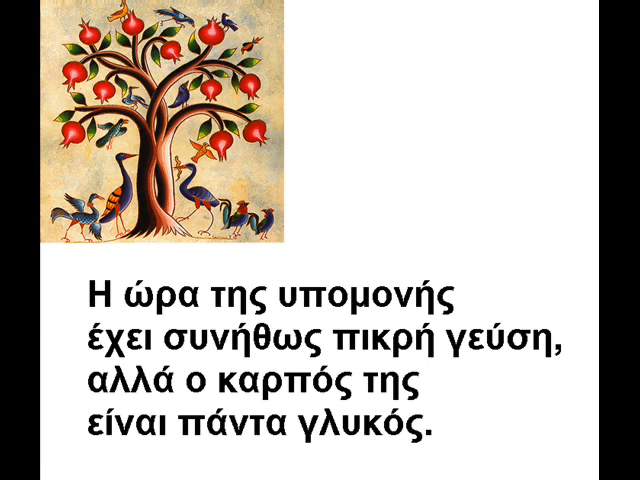 Η ώρα της υπομονής
έχει συνήθως πικρή γεύση,
αλλά ο καρπός της
είναι πάντα γλυκός.